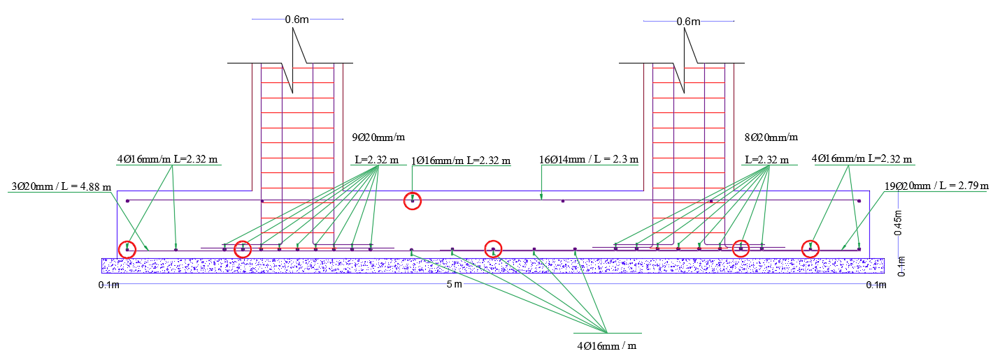 0.6m
0.6m
9Ø20mm/m
8Ø20mm/m
4Ø16mm/m L=2.32 m
L=2.32 m
1Ø16mm/m L=2.32 m
16Ø14mm / L = 2.3 m
L=2.32 m
4Ø16mm/m L=2.32 m
3Ø20mm / L = 4.88 m
19Ø20mm / L = 2.79 m
0.45m
0.1m
0.1m
5 m
0.1m
4Ø16mm / m